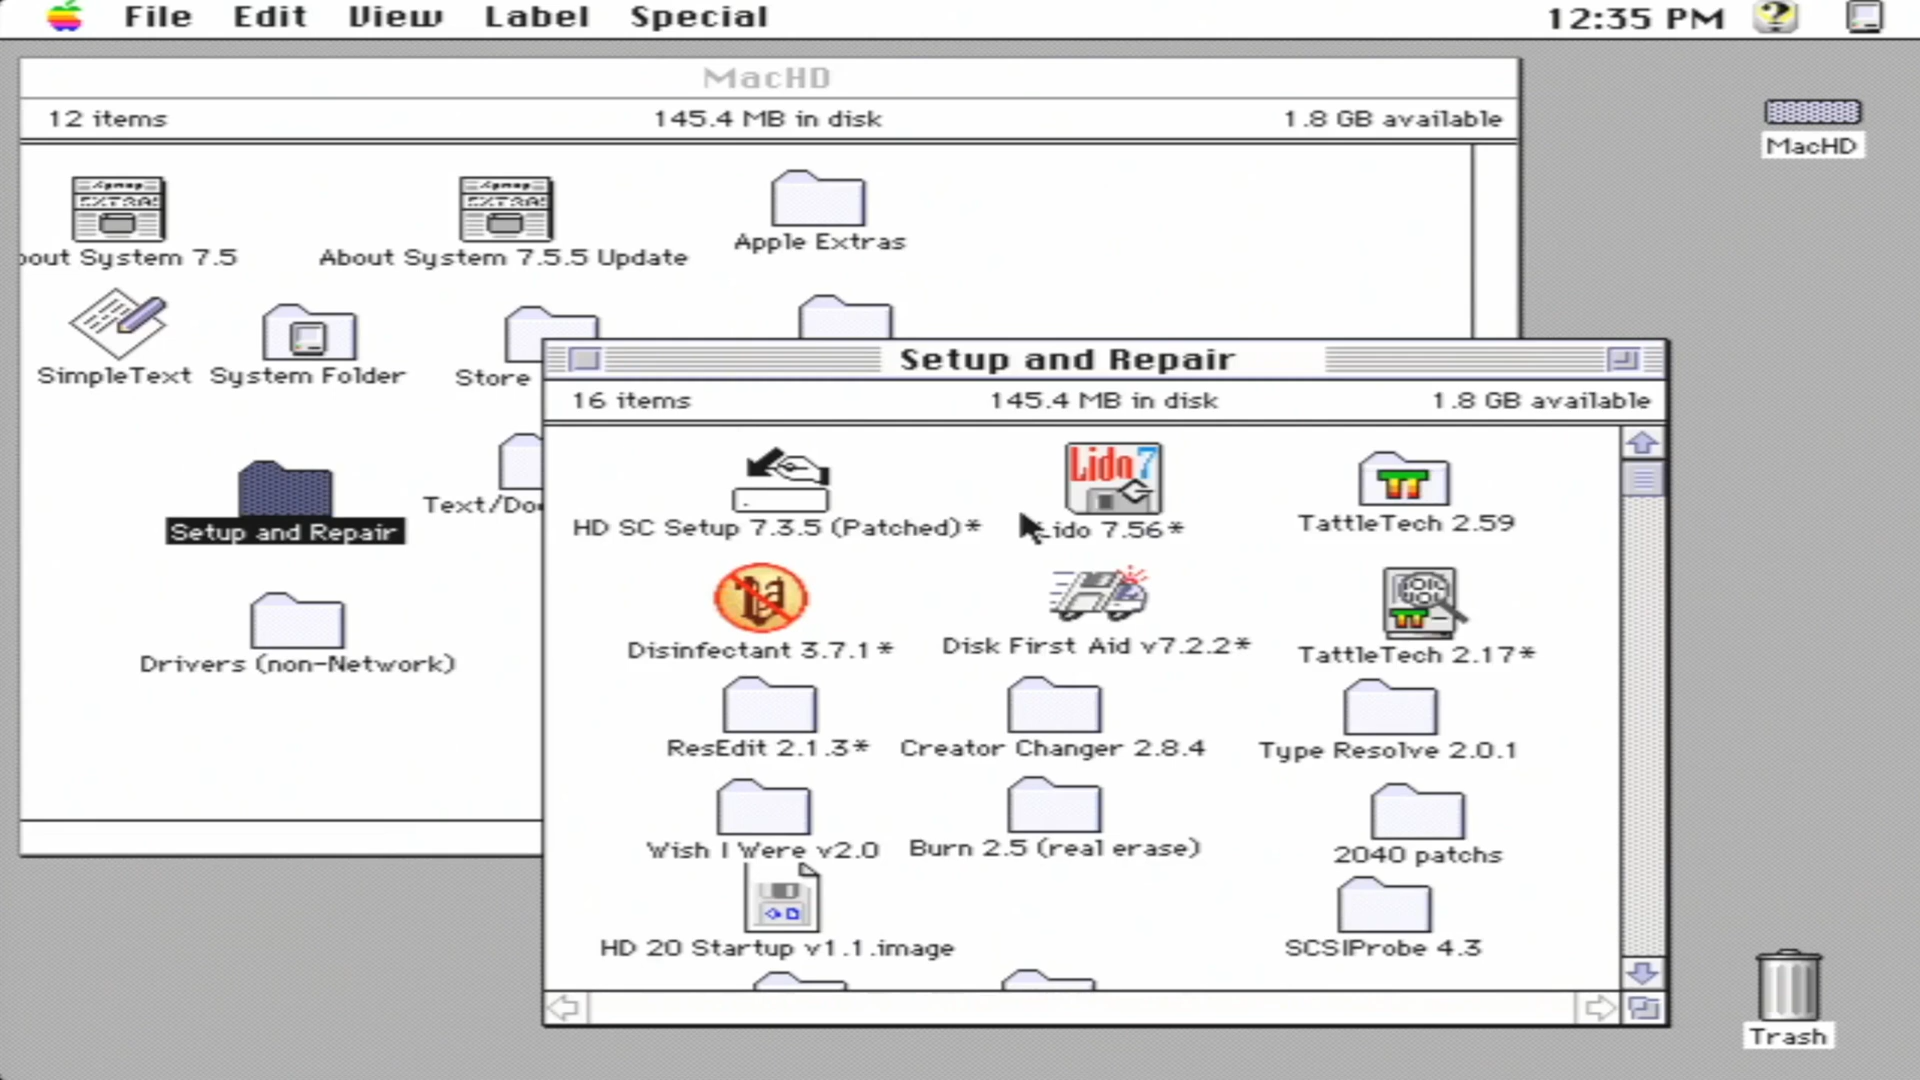 File Edit View Label Special 12:35 PM
MacHD
12 items 145.4 MB in disk 1.8 GB available
MacHD
EXTRA! EXTRA!
out System 7.5 About System 7.5.5 Update Apple Extras
SimpleText System Folder Store
Setup and Repair Text/Do
Drivers (non-Network)
Setup and Repair
16 items 145.4 MB in disk 1.8 GB available
Lido 7
HD SC Setup 7.3.5 (Patched)* Lido 7.56* TattleTech 2.59
Disinfectant 3.7.1* Disk First Aid v7.2.2* TattleTech 2.17*
ResEdit 2.1.3* Creator Changer 2.8.4 Type Resolve 2.0.1
Wish I Were v2.0 Burn 2.5 (real erase) 2040 patchs
HD 20 Startup v1.1.image SCSIProbe 4.3
Trash